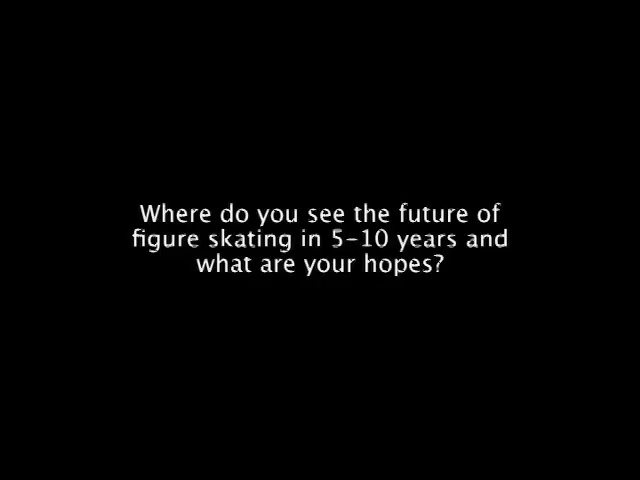 Where do you see the future of
figure skating in 5-10 years and
what are your hopes?